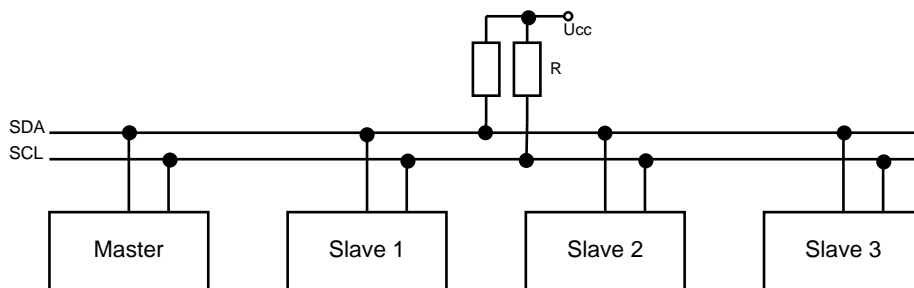 Ucc
R
SDA
SCL
Master
Slave 1
Slave 2
Slave 3